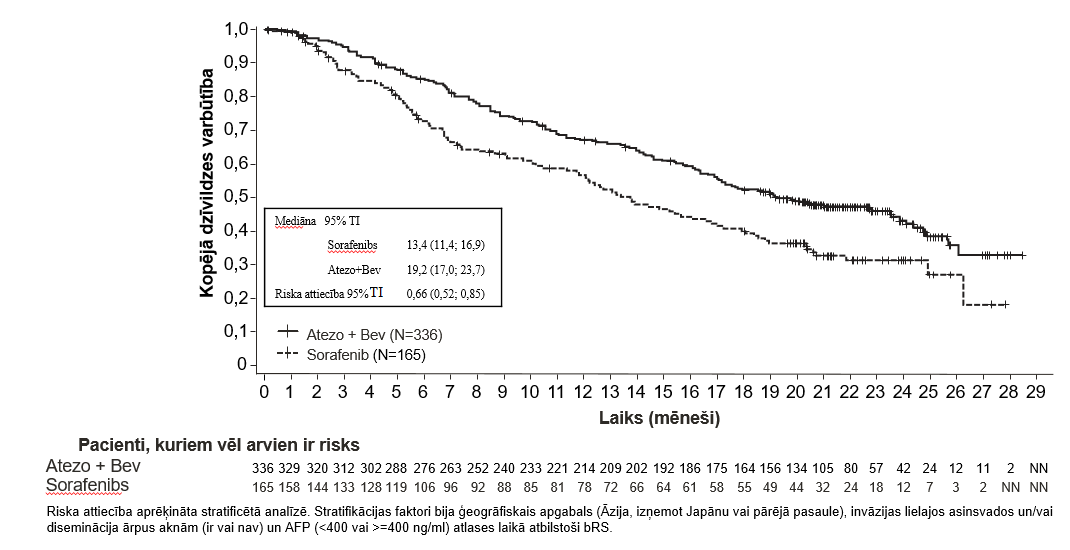 Kopējā dzīvildzes varbūtība
1,0
0,9
0,8
0,7
0,6
0,5
0,4
0,3
0,2
0,1
0
Mediāna 95% TI
Sorafenibs 13,4 (11,4; 16,9)
Atezo+Bev 19,2 (17,0; 23,7)
Riska attiecība 95% TI 0,66 (0,52; 0,85)
Atezo + Bev (N=336)
Sorafenib (N=165)
0 1 2 3 4 5 6 7 8 9 10 11 12 13 14 15 16 17 18 19 20 21 22 23 24 25 26 27 28 29
Laiks (mēneši)
Pacienti, kuriem vēl arvien ir risks
Atezo + Bev 336 329 320 312 302 288 276 263 252 240 233 221 214 209 202 192 186 175 164 156 134 105 80 57 42 24 12 11 2 NN
Sorafenibs 165 158 144 133 128 119 106 96 92 88 85 81 78 72 66 64 61 58 55 49 44 32 24 18 12 7 3 2 NN NN
Riska attiecība aprēķināta stratificētā analīzē. Stratifikācijas faktori bija ģeogrāfiskais apgabals (Āzija, izņemot Japānu vai pārējā pasaule), invāzijas lielajos asinsvados un/vai
diseminācija ārpus aknām (ir vai nav) un AFP (<400 vai >=400 ng/ml) atlases laikā atbilstoši bRS.